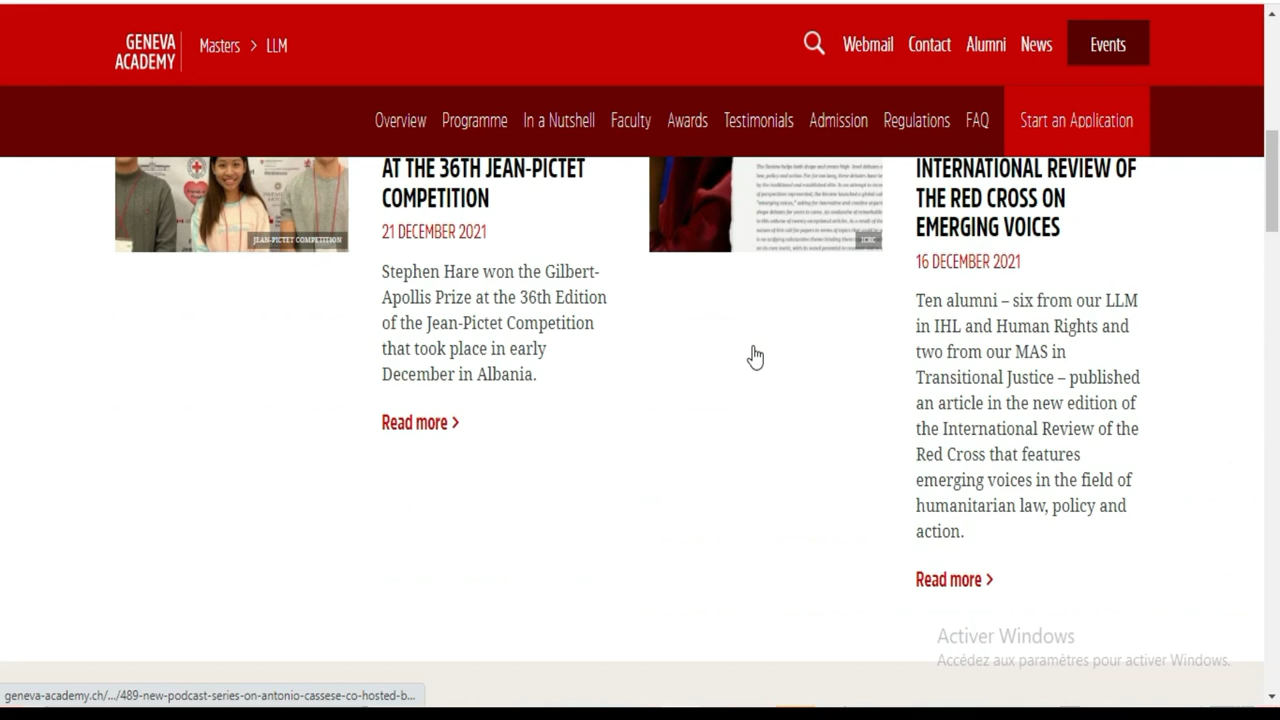 GENEVA
ACADEMY
Masters > LLM
Webmail Contact Alumni News Events
Overview Programme In a Nutshell Faculty Awards Testimonials Admission Regulations FAQ Start an Application
JEAN-PICTET COMPETITION
AT THE 36TH JEAN-PICTET
COMPETITION
21 DECEMBER 2021
Stephen Hare won the Gilbert-
Apollis Prize at the 36th Edition
of the Jean-Pictet Competition
that took place in early
December in Albania.
Read more >
ICRC
INTERNATIONAL REVIEW OF
THE RED CROSS ON
EMERGING VOICES
16 DECEMBER 2021
Ten alumni – six from our LLM
in IHL and Human Rights and
two from our MAS in
Transitional Justice – published
an article in the new edition of
the International Review of the
Red Cross that features
emerging voices in the field of
humanitarian law, policy and
action.
Read more >
Activer Windows
Accédez aux paramètres pour activer Windows.
geneva-academy.ch/.../489-new-podcast-series-on-antonio-cassese-co-hosted-b...